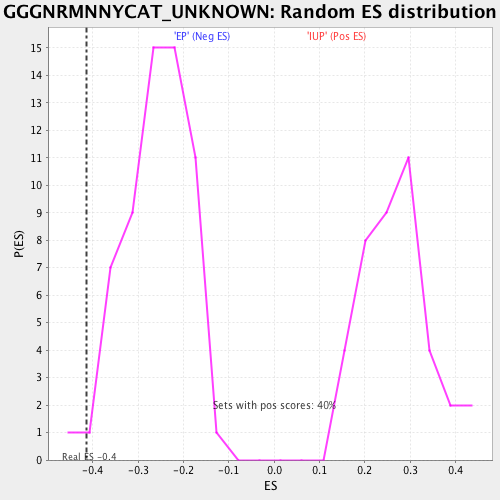 GGGNRMNNYCAT_UNKNOWN: Random ES distribution
'EP' (Neg ES) 'IUP' (Pos ES)
15
14
13
12
11
10
9
8
7
6
5
4
3
2
1
0
P(ES)
Sets with pos scores: 40%
Real ES -0.4
-0.4 -0.3 -0.2 -0.1 0.0 0.1 0.2 0.3 0.4
ES